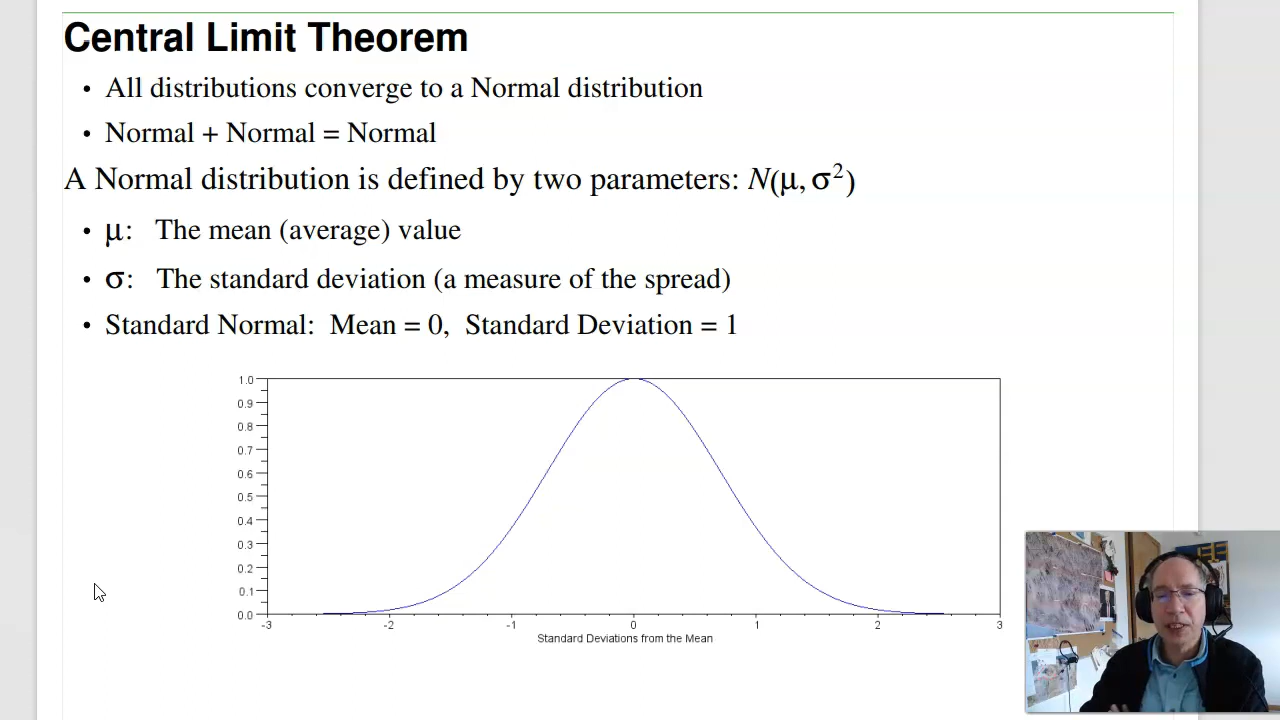 Central Limit Theorem
• All distributions converge to a Normal distribution
• Normal + Normal = Normal
A Normal distribution is defined by two parameters: N(μ, σ²)
• μ: The mean (average) value
• σ: The standard deviation (a measure of the spread)
• Standard Normal: Mean = 0, Standard Deviation = 1
1.0
0.9
0.8
0.7
0.6
0.5
0.4
0.3
0.2
0.1
0.0
-3 -2 -1 0 1 2 3
Standard Deviations from the Mean